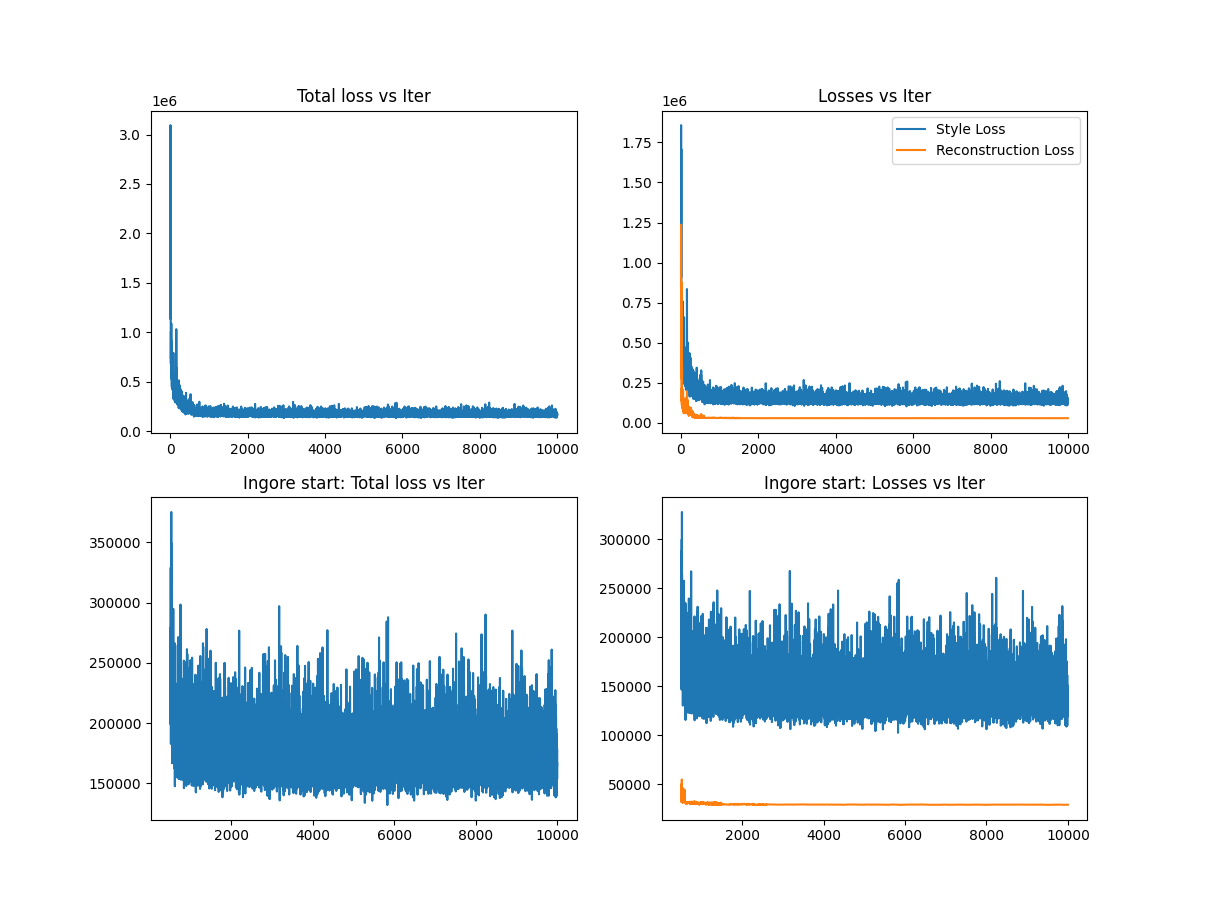 Total loss vs Iter
1e6
3.0
2.5
2.0
1.5
1.0
0.5
0.0
0 2000 4000 6000 8000 10000
Losses vs Iter
1e6
Style Loss
Reconstruction Loss
1.75
1.50
1.25
1.00
0.75
0.50
0.25
0.00
0 2000 4000 6000 8000 10000
Ingore start: Total loss vs Iter
350000
300000
250000
200000
150000
2000 4000 6000 8000 10000
Ingore start: Losses vs Iter
300000
250000
200000
150000
100000
50000
2000 4000 6000 8000 10000